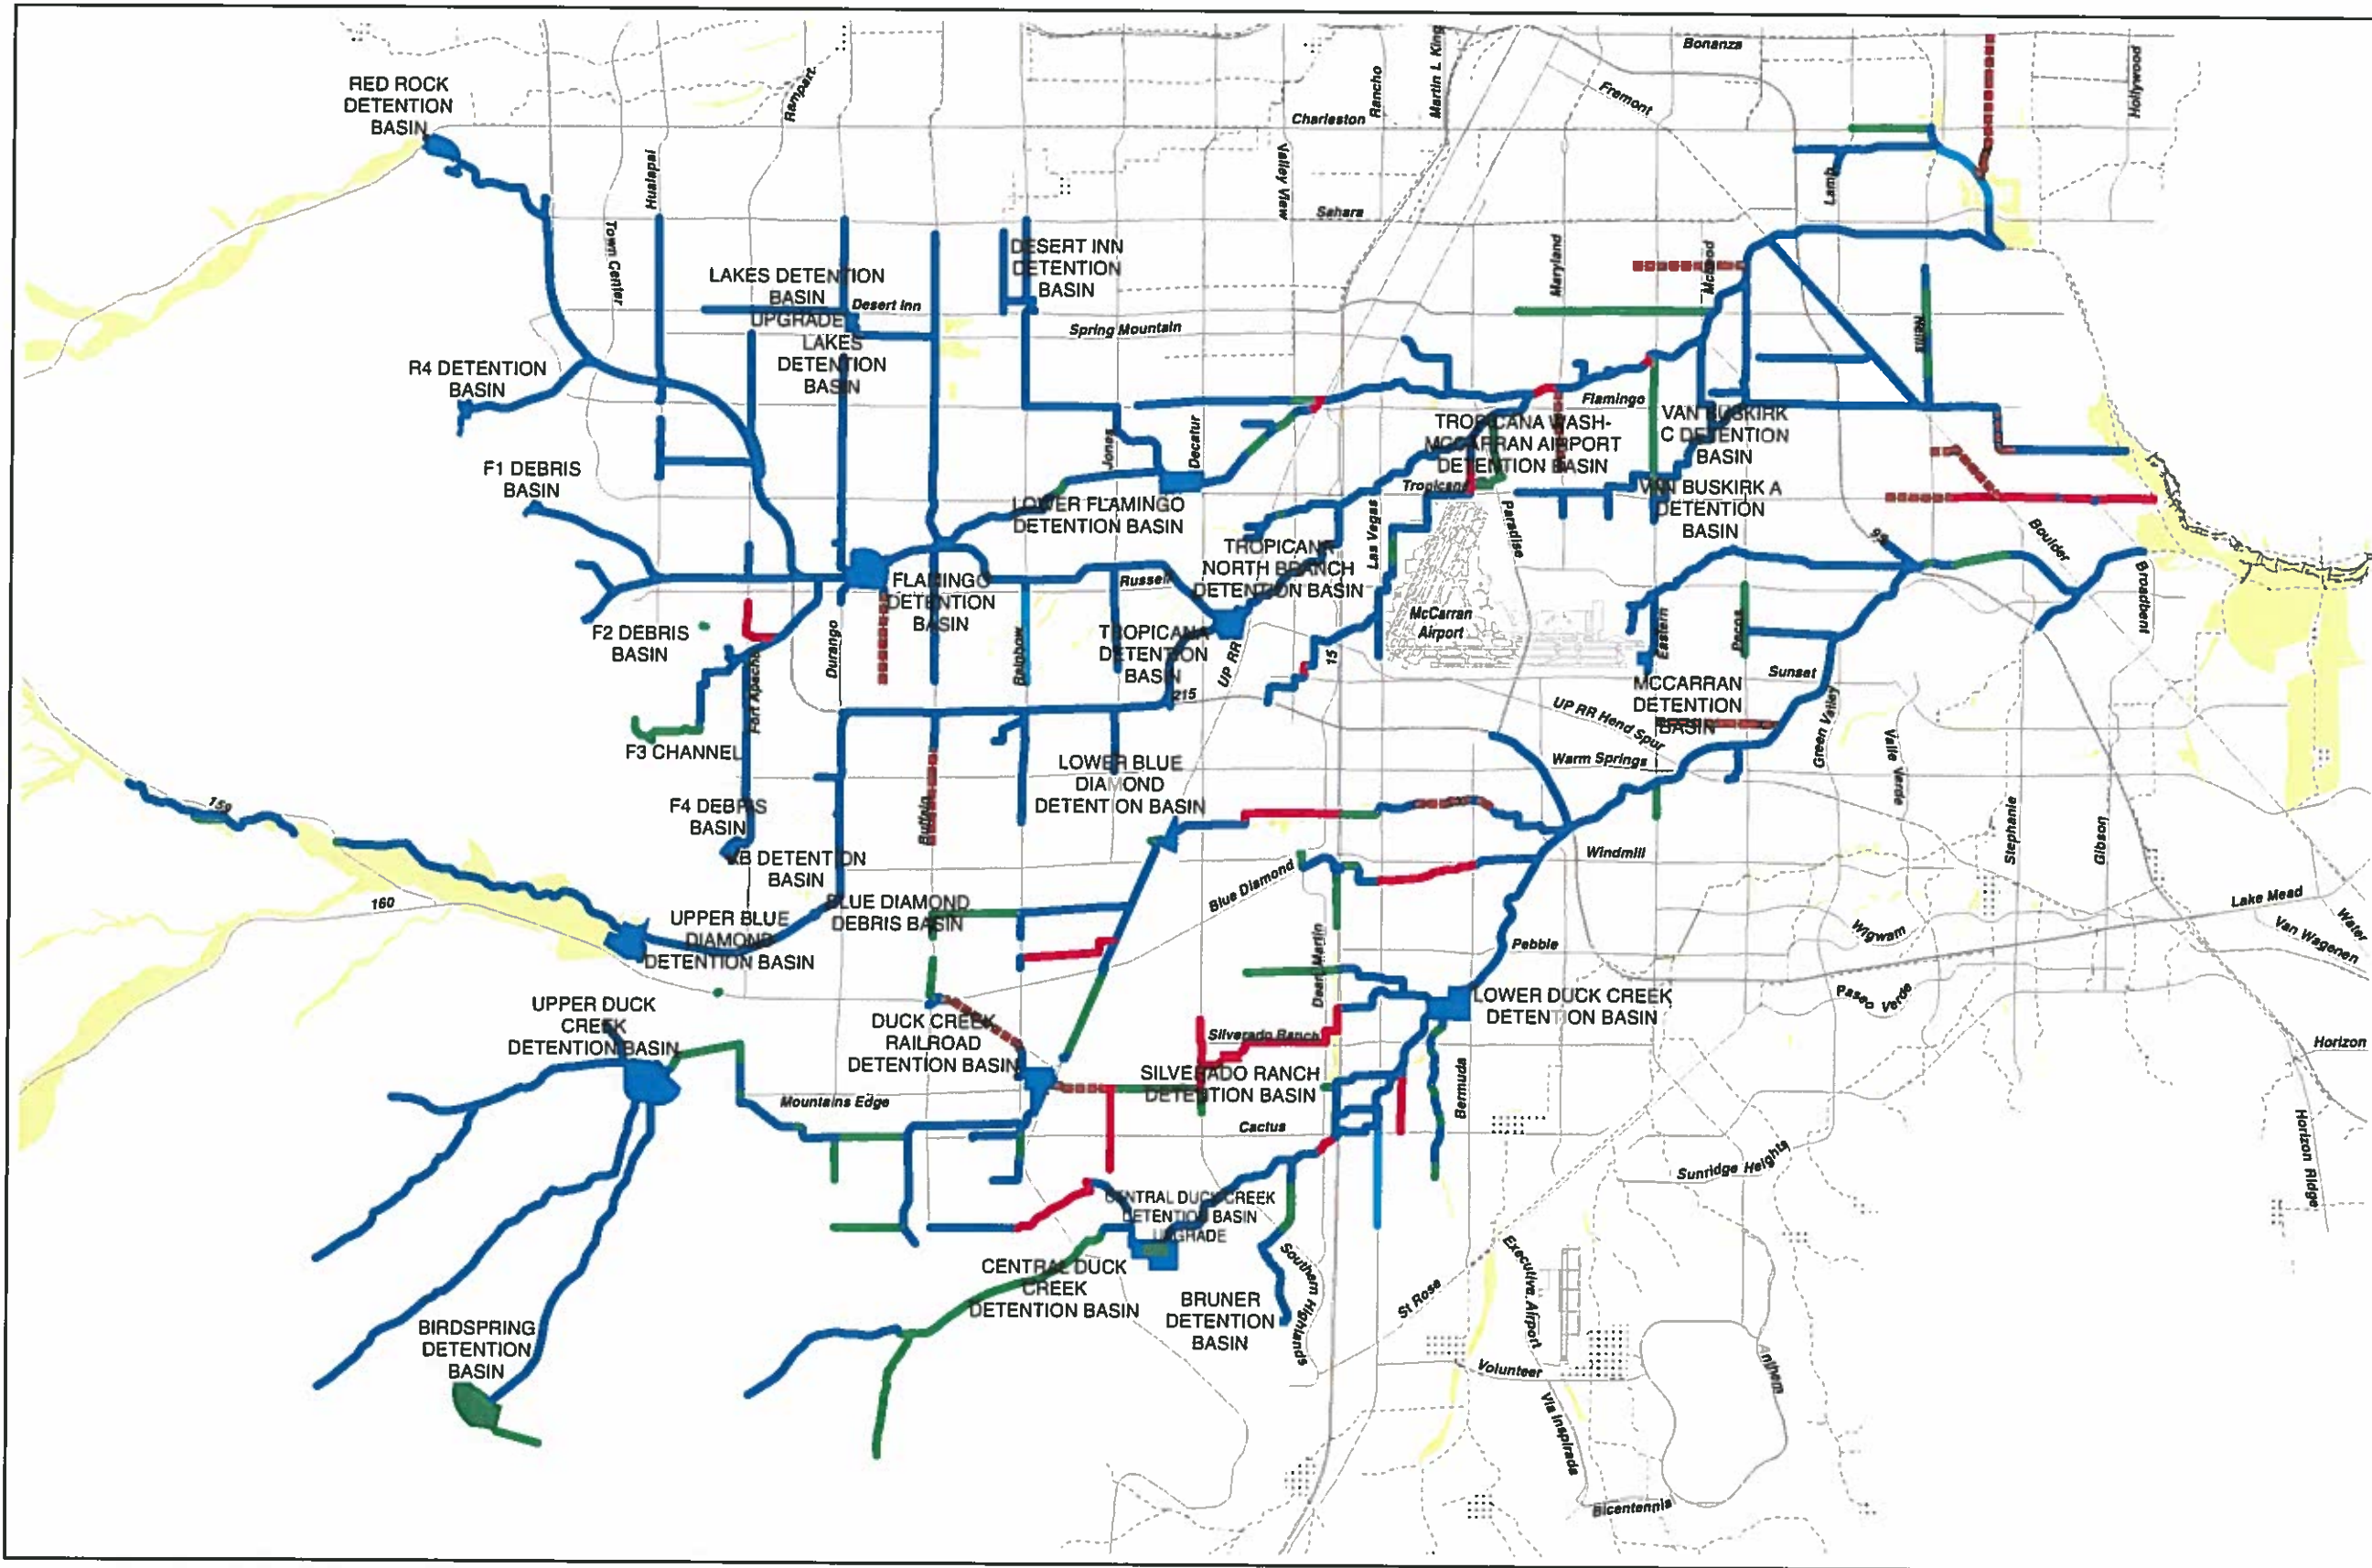 Bonanza
Hollywood
Martin L King
Rancho
Rampart
RED ROCK
DETENTION
BASIN
Fremont
Charleston
Valley View
Hualapai
Lamb
Sahara
Town Center
Maryland
McLeod
DESERT INN
DETENTION
BASIN
LAKES DETENTION
BASIN
UPGRADE
Desert Inn
LAKES
DETENTION
BASIN
Spring Mountain
Nellis
R4 DETENTION
BASIN
Flamingo
TROPICANA WASH-
MCCARRAN AIRPORT
DETENTION BASIN
VAN BUSKIRK
C DETENTION
BASIN
Jones
Decatur
F1 DEBRIS
BASIN
Tropicana
VAN BUSKIRK A
DETENTION
BASIN
LOWER FLAMINGO
DETENTION BASIN
Las Vegas
Paradise
95
Boulder
TROPICANA
NORTH BRANCH
DETENTION BASIN
FLAMINGO
DETENTION
BASIN
Russell
Broadbent
McCarran
Airport
Eastern
Pecos
F2 DEBRIS
BASIN
Durango
Rainbow
TROPICANA
DETENTION
BASIN
UP RR
15
Sunset
Fort Apache
215
MCCARRAN
DETENTION
BASIN
Green Valley
UP RR Hend Spur
F3 CHANNEL
Valle Verde
LOWER BLUE
DIAMOND
DETENTION BASIN
Warm Springs
159
F4 DEBRIS
BASIN
Buffalo
Stephanie
Gibson
R8 DETENTION
BASIN
Windmill
Blue Diamond
160
BLUE DIAMOND
DEBRIS BASIN
UPPER BLUE
DIAMOND
DETENTION BASIN
Lake Mead
Water
Van Wagenen
Wigwam
Pebble
Dean Martin
UPPER DUCK
CREEK
DETENTION BASIN
LOWER DUCK CREEK
DETENTION BASIN
Paseo Verde
DUCK CREEK
RAILROAD
DETENTION BASIN
Silverado Ranch
Horizon
SILVERADO RANCH
DETENTION BASIN
Bermuda
Mountains Edge
Cactus
Horizon Ridge
Sunridge Heights
CENTRAL DUCK CREEK
DETENTION BASIN
UPGRADE
CENTRAL DUCK
CREEK
DETENTION BASIN
Southern Highlands
Executive Airport
St Rose
BRUNER
DETENTION
BASIN
BIRDSPRING
DETENTION
BASIN
Volunteer
Anthem
Via Inspirada
Bicentennia